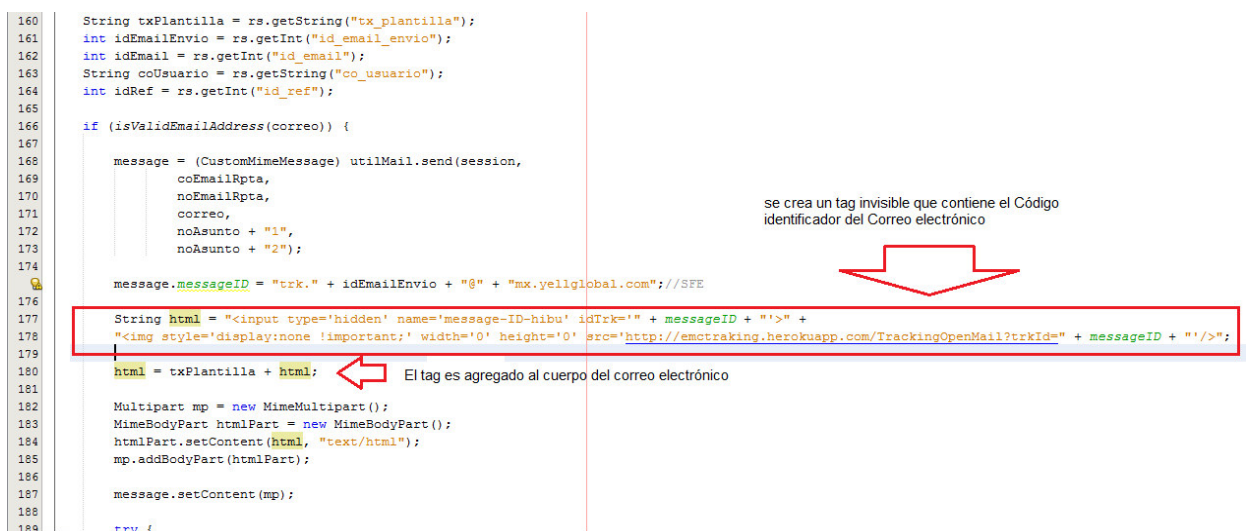 160 String txPlantilla = rs.getString("tx_plantilla");
161 int idEmailEnvio = rs.getInt("id_email_envio");
162 int idEmail = rs.getInt("id_email");
163 String coUsuario = rs.getString("co_usuario");
164 int idRef = rs.getInt("id_ref");
165
166 if (isValidEmailAddress(correo)) {
167
168 message = (CustomMimeMessage) utilMail.send(session,
169 coEmailRpta,
170 noEmailRpta,
171 correo,
172 noAsunto + "1",
173 noAsunto + "2");
174
se crea un tag invisible que contiene el Código
identificador del Correo electrónico
message.messageID = "trk." + idEmailEnvio + "@" + "mx.yellglobal.com";//SFE
176
177 String html = "<input type='hidden' name='message-ID-hibu' idTrk='" + messageID + "'>" +
178 "<img style='display:none !important;' width='0' height='0' src='http://emctraking.herokuapp.com/TrackingOpenMail?trkId=" + messageID + "'/>";
179
180 html = txPlantilla + html;
El tag es agregado al cuerpo del correo electrónico
181
182 Multipart mp = new MimeMultipart();
183 MimeBodyPart htmlPart = new MimeBodyPart();
184 htmlPart.setContent(html, "text/html");
185 mp.addBodyPart(htmlPart);
186
187 message.setContent(mp);
188
189 try {